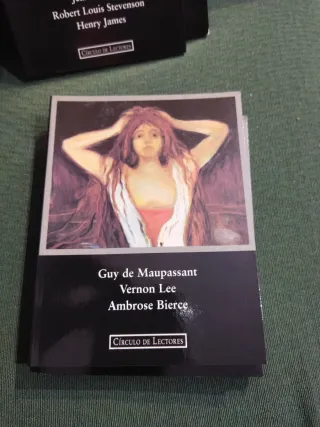 Robert Louis Stevenson
Henry James
CÍRCULO DE LECTORES
Guy de Maupassant
Vernon Lee
Ambrose Bierce
CÍRCULO DE LECTORES